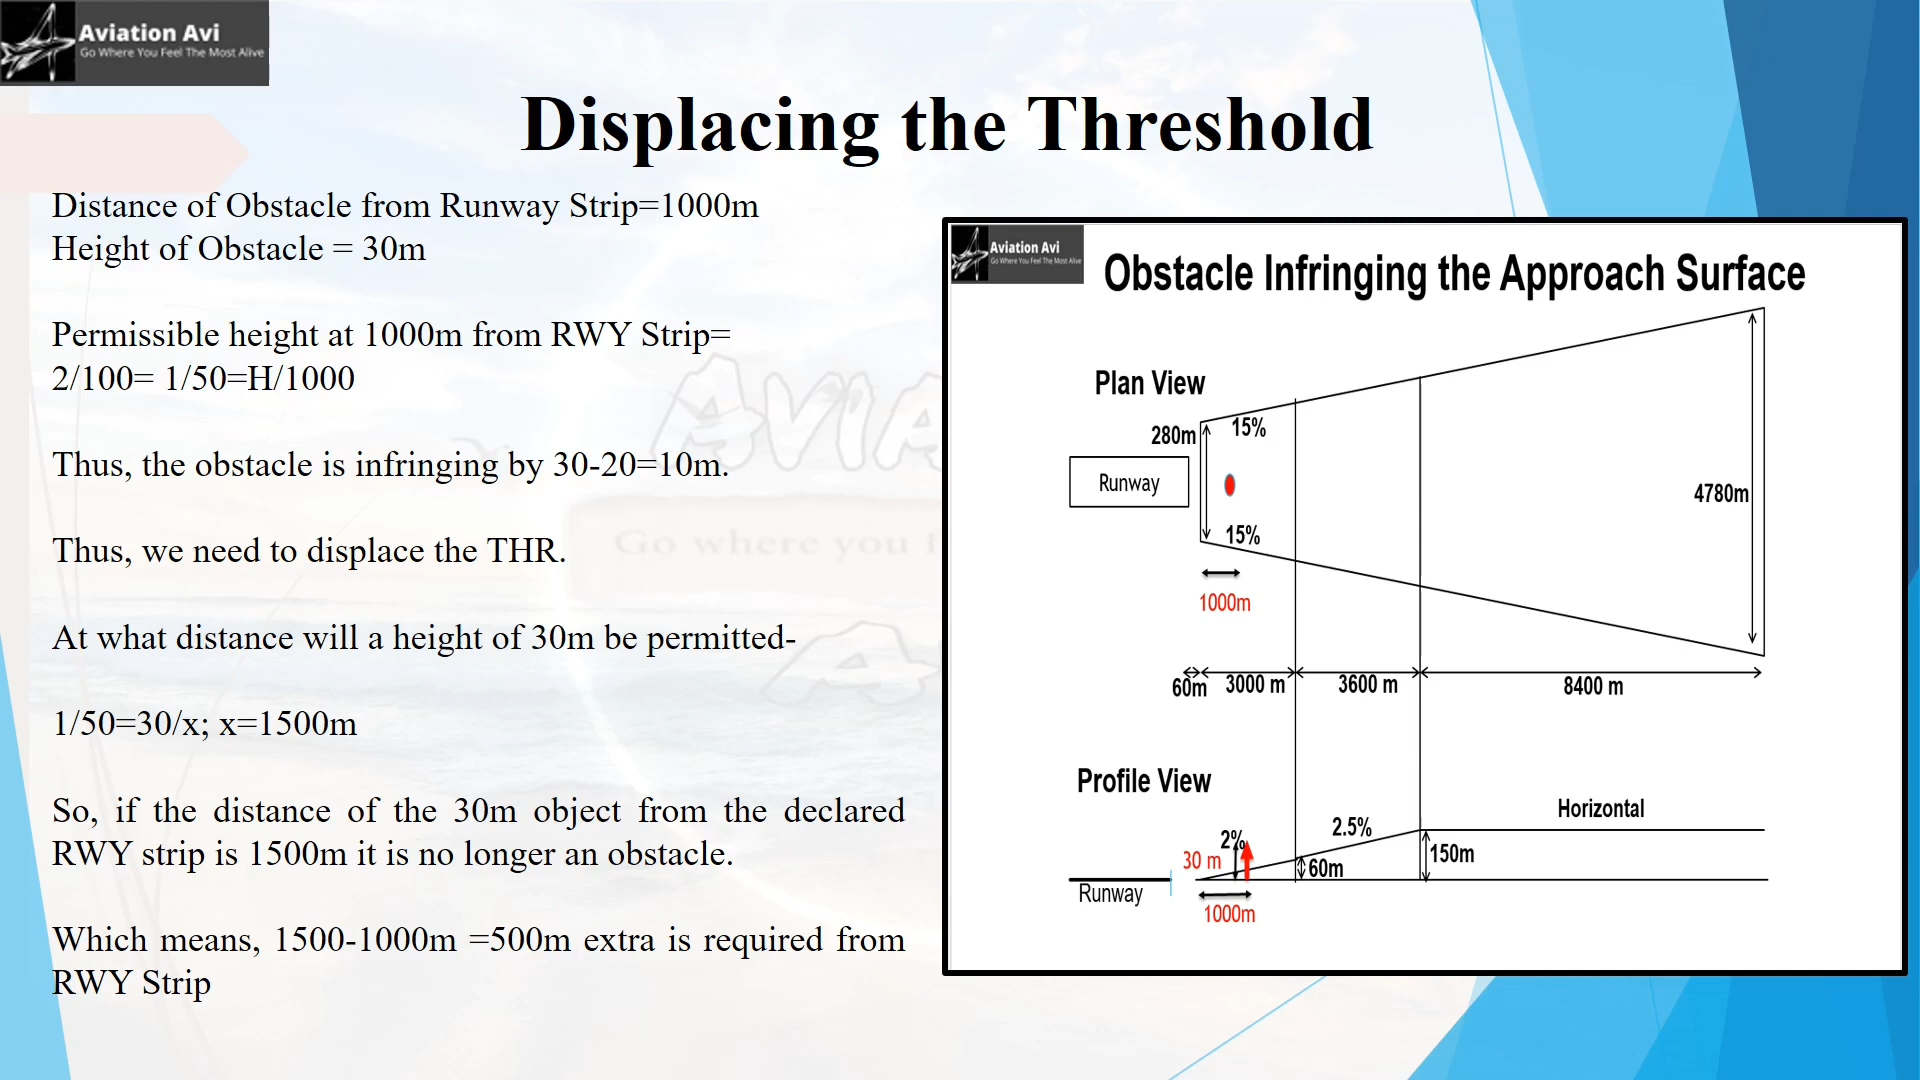 Aviation Avi
Go Where You Feel The Most Alive
Displacing the Threshold
Distance of Obstacle from Runway Strip=1000m
Height of Obstacle = 30m
Permissible height at 1000m from RWY Strip=
2/100= 1/50=H/1000
Thus, the obstacle is infringing by 30-20=10m.
Thus, we need to displace the THR.
At what distance will a height of 30m be permitted-
1/50=30/x; x=1500m
So, if the distance of the 30m object from the declared
RWY strip is 1500m it is no longer an obstacle.
Which means, 1500-1000m =500m extra is required from
RWY Strip
Aviation Avi
Go Where You Feel The Most Alive
Obstacle Infringing the Approach Surface
Plan View
280m
15%
Runway
4780m
15%
1000m
60m
3000 m
3600 m
8400 m
Profile View
Horizontal
2.5%
2%
30 m
60m
150m
Runway
1000m
AVIA
Go where you f
A